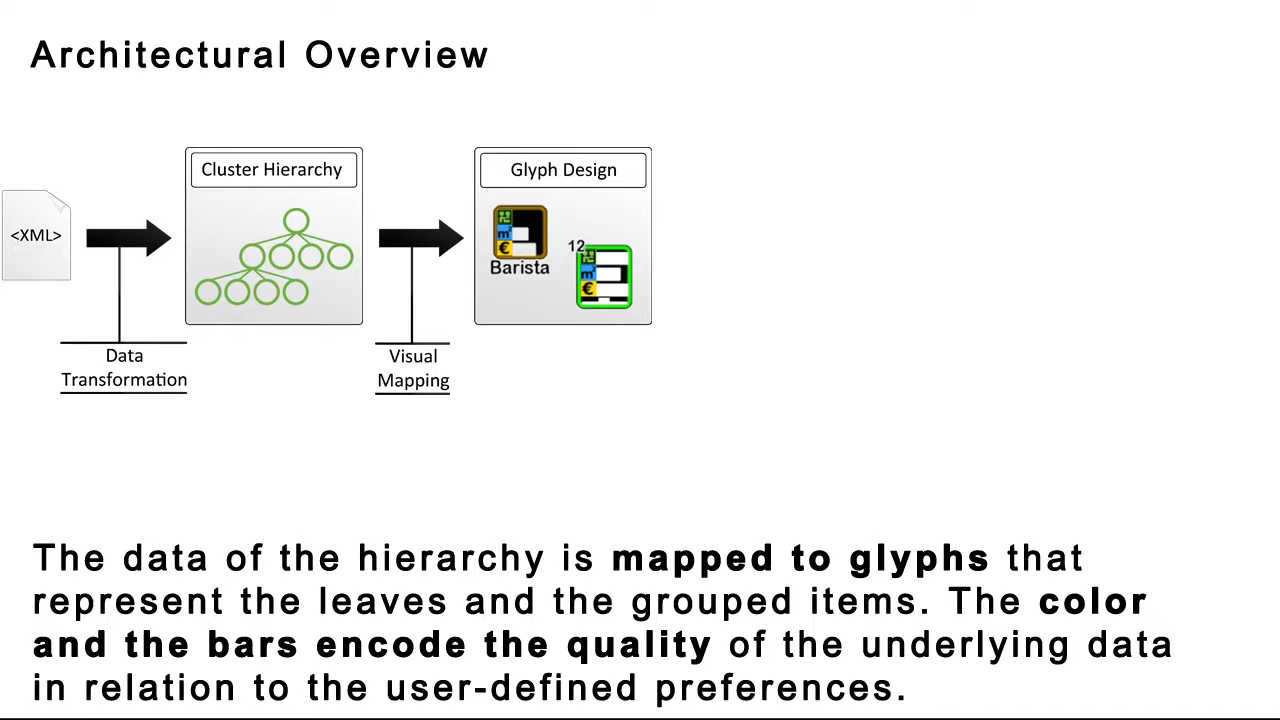 Architectural Overview
<XML>
Cluster Hierarchy
Glyph Design
m²
€
Barista
12
m²
€
Data
Transformation
Visual
Mapping
The data of the hierarchy is mapped to glyphs that
represent the leaves and the grouped items. The color
and the bars encode the quality of the underlying data
in relation to the user-defined preferences.